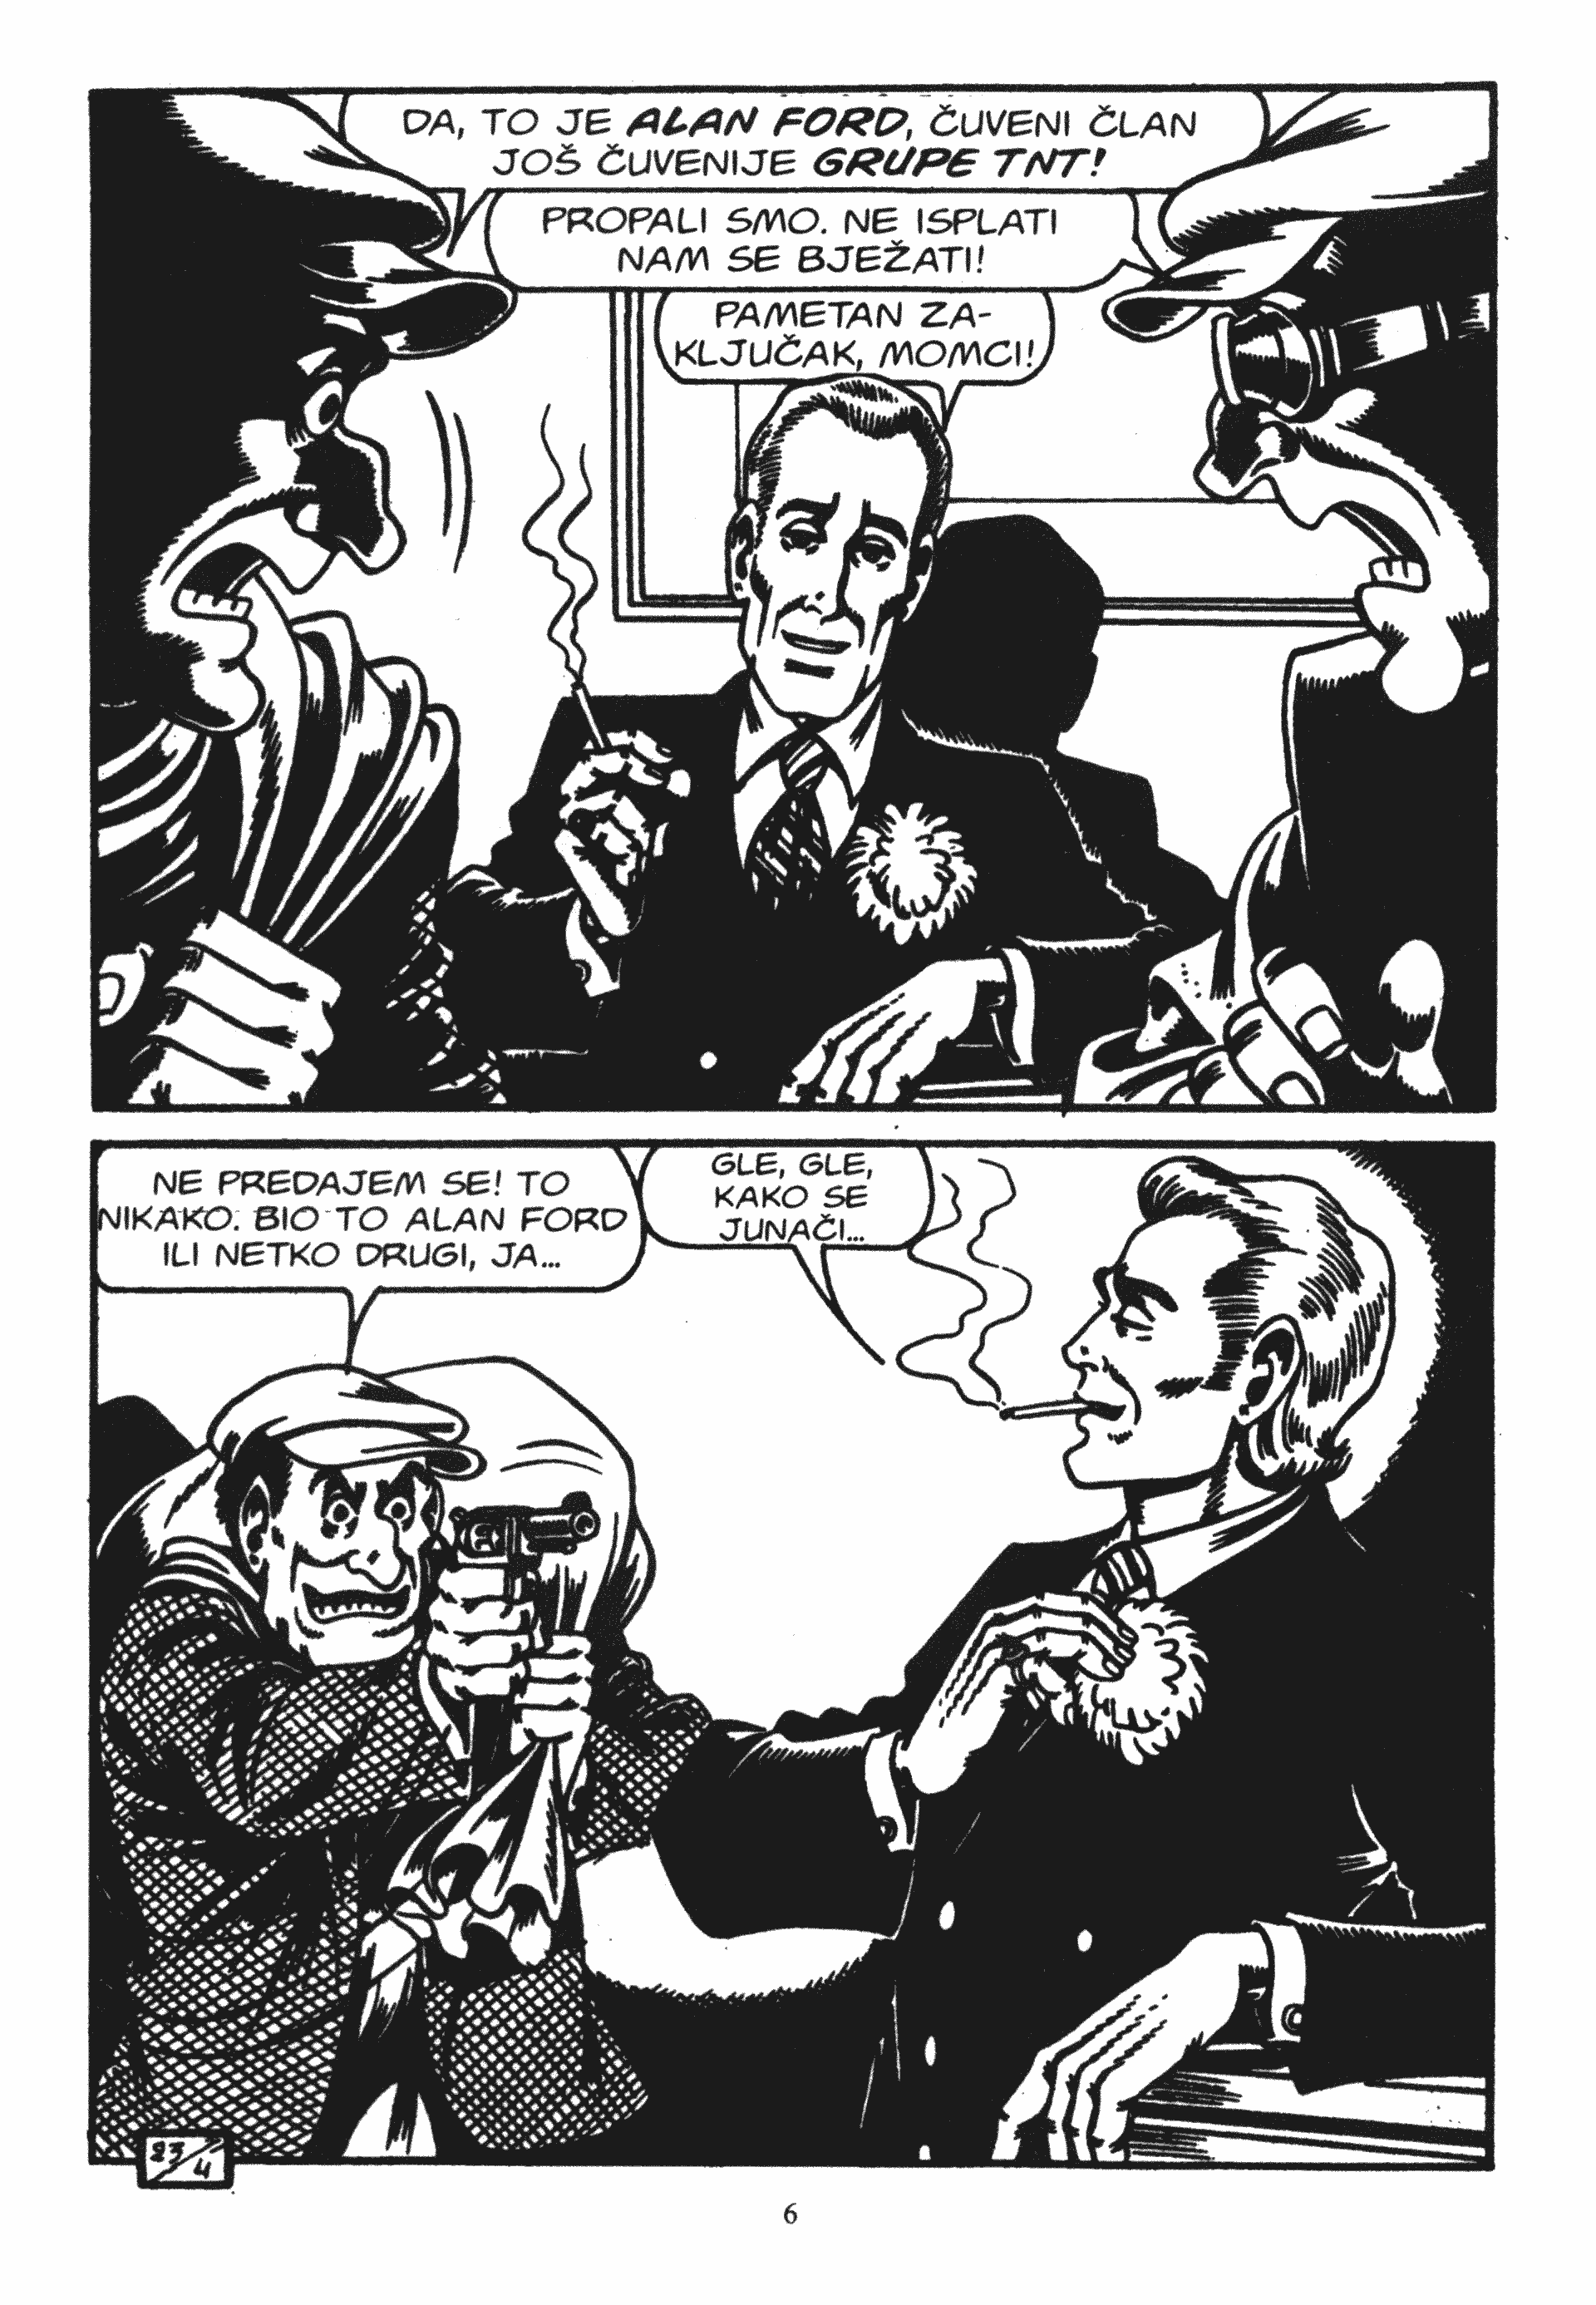 DA, TO JE ALAN FORD, ČUVENI ČLAN
JOŠ ČUVENIJE GRUPE TNT!
PROPALI SMO. NE ISPLATI
NAM SE BJEŽATI!
PAMETAN ZA-
KLJUČAK, MOMCI!
NE PREDAJEM SE! TO
NIKAKO. BIO TO ALAN FORD
ILI NETKO DRUGI, JA...
GLE, GLE,
KAKO SE
JUNAČI...
23/4
6